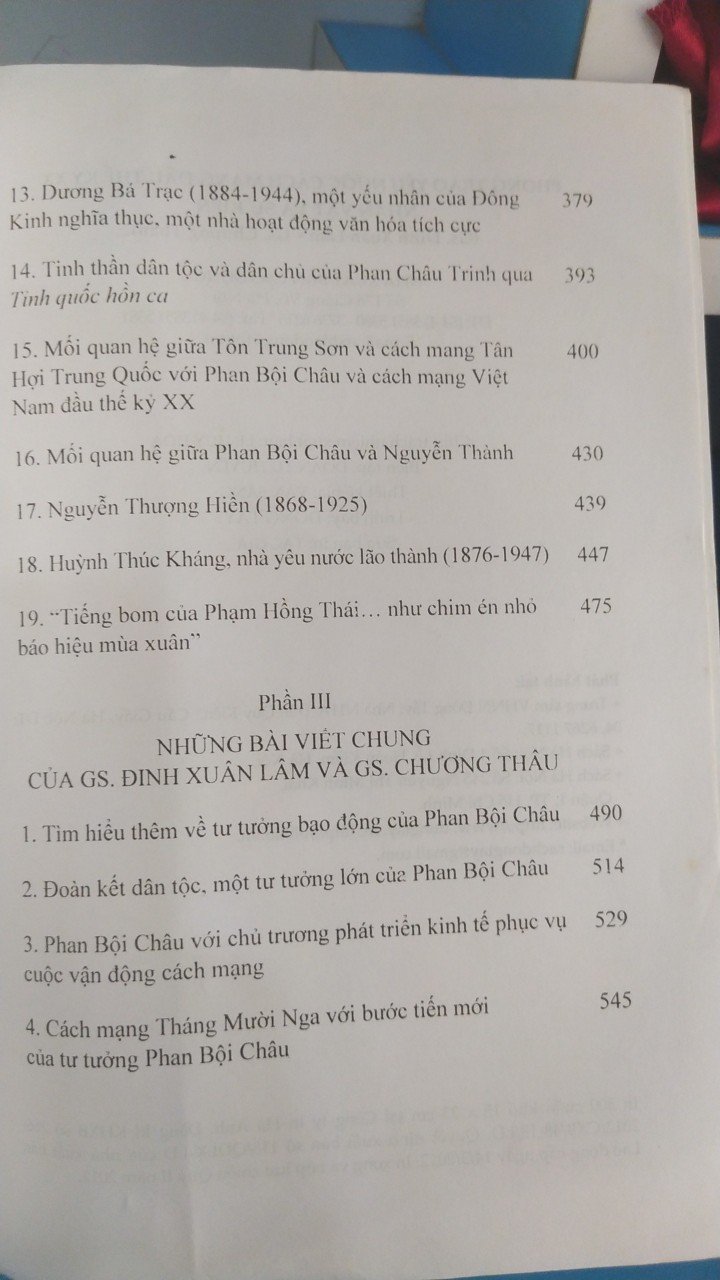 13. Dương Bá Trạc (1884-1944), một yếu nhân của Đông 379
Kinh nghĩa thục, một nhà hoạt động văn hóa tích cực
14. Tinh thần dân tộc và dân chủ của Phan Châu Trinh qua 393
Tỉnh quốc hồn ca
15. Mối quan hệ giữa Tôn Trung Sơn và cách mang Tân 400
Hợi Trung Quốc với Phan Bội Châu và cách mạng Việt
Nam đầu thế kỷ XX
16. Mối quan hệ giữa Phan Bội Châu và Nguyễn Thành 430
17. Nguyễn Thượng Hiền (1868-1925) 439
18. Huỳnh Thúc Kháng, nhà yêu nước lão thành (1876-1947) 447
19. “Tiếng bom của Phạm Hồng Thái… như chim én nhỏ 475
báo hiệu mùa xuân”
Phần III
NHỮNG BÀI VIẾT CHUNG
CỦA GS. ĐINH XUÂN LÂM VÀ GS. CHƯƠNG THÂU
1. Tìm hiểu thêm về tư tưởng bạo động của Phan Bội Châu 490
2. Đoàn kết dân tộc, một tư tưởng lớn của Phan Bội Châu 514
3. Phan Bội Châu với chủ trương phát triển kinh tế phục vụ 529
cuộc vận động cách mạng
4. Cách mạng Tháng Mười Nga với bước tiến mới 545
của tư tưởng Phan Bội Châu